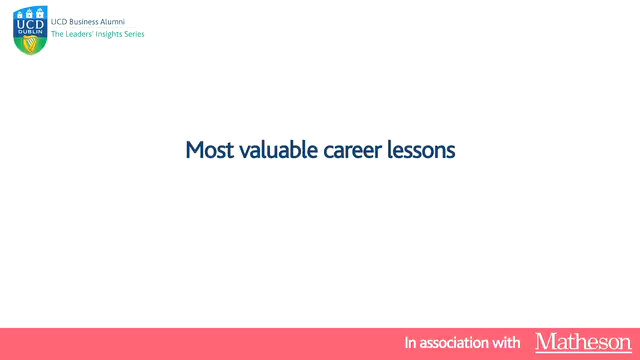 UCD
DUBLIN
UCD Business Alumni
The Leaders' Insights Series
Most valuable career lessons
In association with Matheson